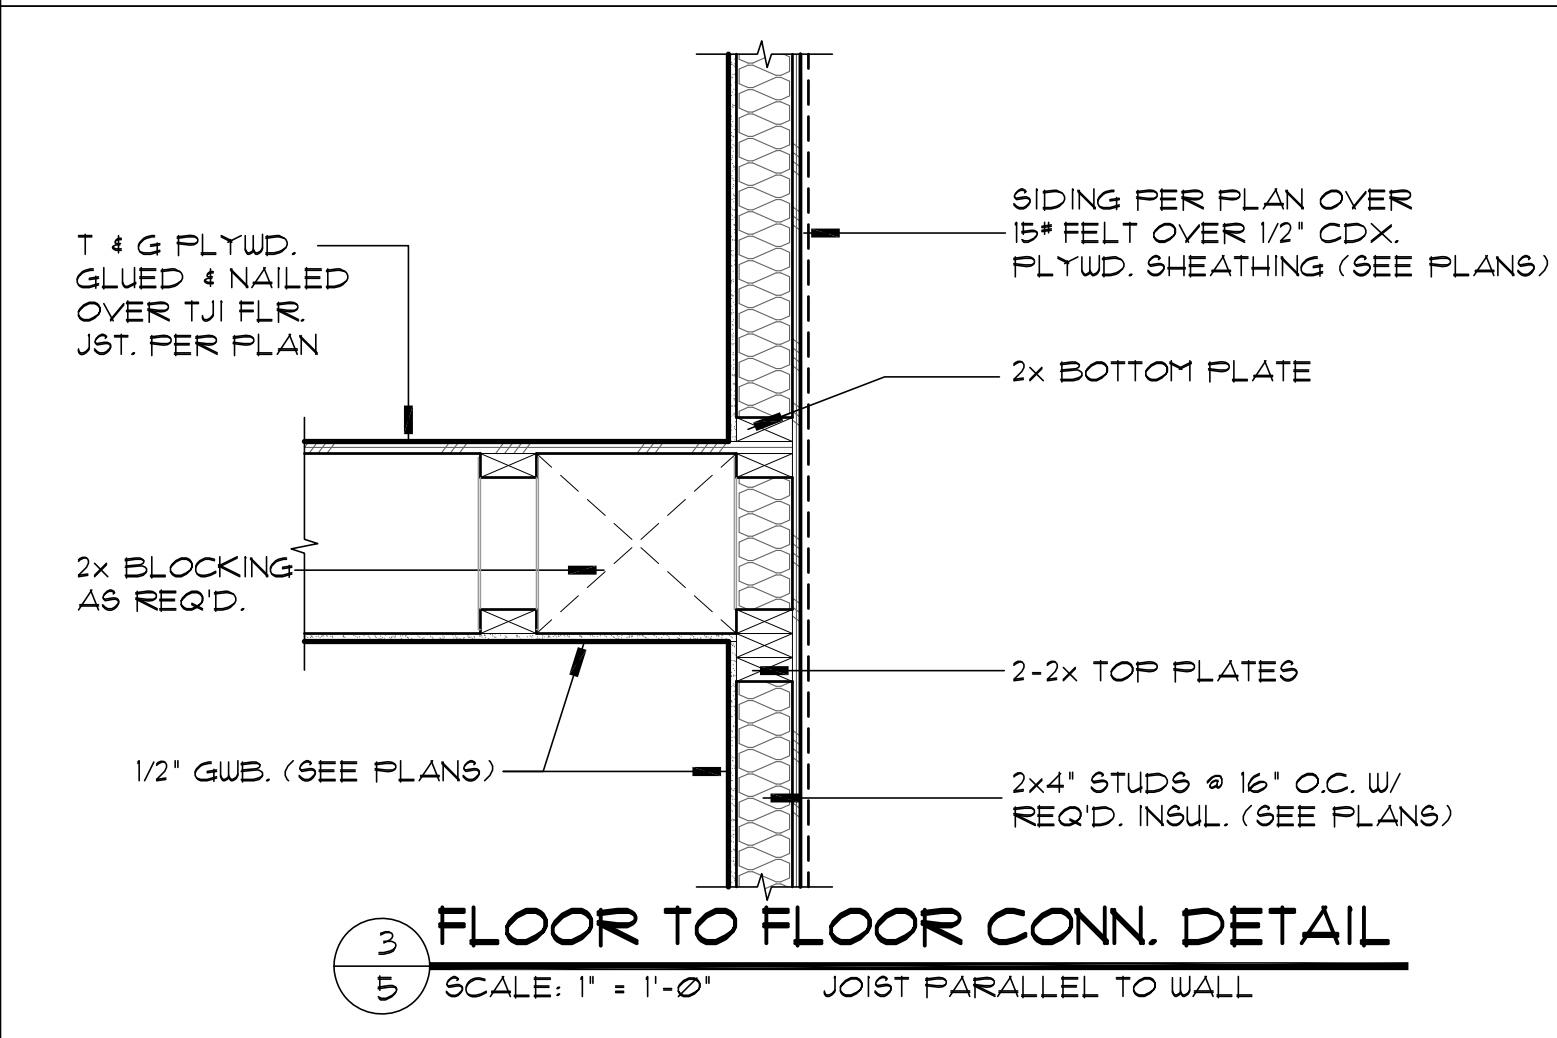 T & G PLYWD.
GLUED & NAILED
OVER TJI FLR.
JST. PER PLAN
2x BLOCKING
AS REQ'D.
1/2" GWB. (SEE PLANS)
SIDING PER PLAN OVER
15# FELT OVER 1/2" CDX.
PLYWD. SHEATHING (SEE PLANS)
2x BOTTOM PLATE
2-2x TOP PLATES
2x4" STUDS @ 16" O.C. W/
REQ'D. INSUL. (SEE PLANS)
3
5
FLOOR TO FLOOR CONN. DETAIL
SCALE: 1" = 1'-0" JOIST PARALLEL TO WALL